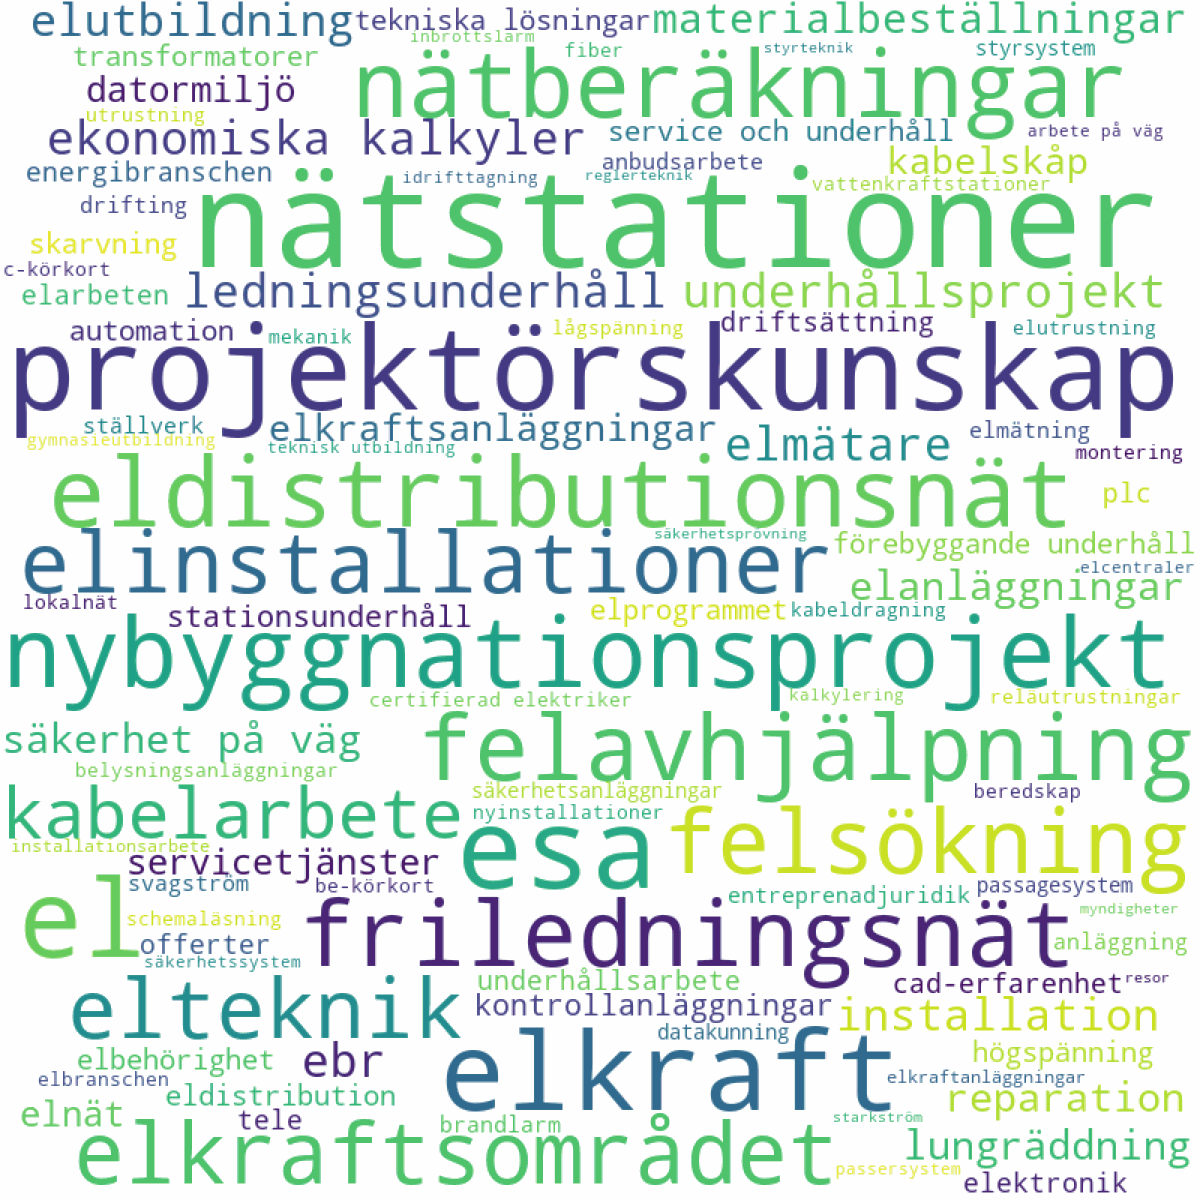 elutbildning
tekniska lösningar
materialbeställningar
inbrottslarm
transformatorer
fiber
styrteknik
styrsystem
nätberäkningar
datormiljö
utrustning
ekonomiska kalkyler
service och underhåll
arbete på väg
energibranschen
anbudsarbete
kabelskåp
idrifttagning
reglerteknik
vattenkraftstationer
drifting
nätstationer
skarvning
c-körkort
elarbeten
ledningsunderhåll
underhållsprojekt
automation
mekanik
lågspänning
driftsättning
elutrustning
projektörskunskap
ställverk
elkraftsanläggningar
elmätare
elmätning
gymnasieutbildning
teknisk utbildning
montering
eldistributionsnät
plc
elinstallationer
säkerhetsprövning
förebyggande underhåll
elcentraler
elanläggningar
lokalnät
stationsunderhåll
elprogrammet
kabeldragning
nybyggnationsprojekt
certifierad elektriker
kalkylering
reläutrustningar
säkerhet på väg
felavhjälpning
belysningsanläggningar
säkerhetsanläggningar
beredskap
kabelarbete
nyinstallationer
esa
felsökning
installationsarbete
servicetjänster
el
svagström
be-körkort
entreprenadjuridik
passagesystem
schemaläsning
friledningsnät
myndigheter
offerter
anläggning
säkerhetssystem
underhållsarbete
cad-erfarenhet
resor
elteknik
kontrollanläggningar
installation
datakunning
elbehörighet
ebr
elkraft
högspänning
elbranschen
elkraftanläggningar
eldistribution
reparation
elnät
tele
brandlarm
starkström
elkraftsområdet
lungräddning
passersystem
elektronik